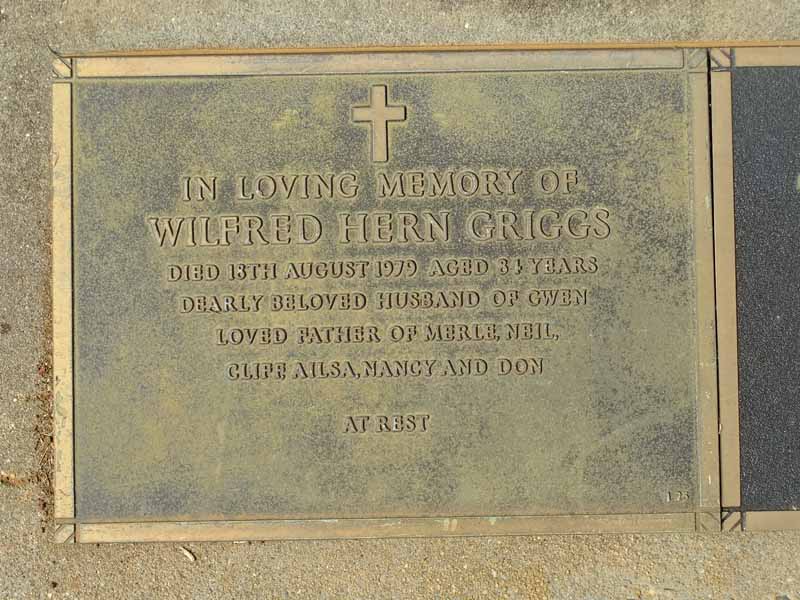 IN LOVING MEMORY OF
WILFRED HERN GRIGGS
DIED 18TH AUGUST 1979 AGED 84 YEARS
DEARLY BELOVED HUSBAND OF GWEN
LOVED FATHER OF MERLE, NEIL,
CLIFF, AILSA, NANCY AND DON
AT REST